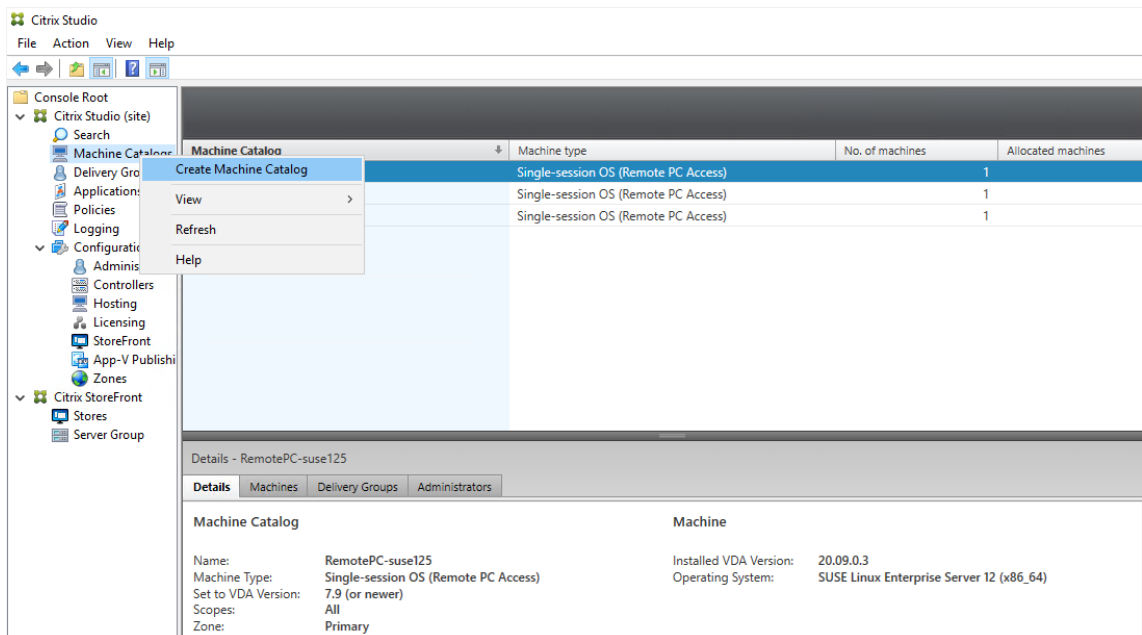 Citrix Studio
File Action View Help
Console Root
Citrix Studio (site)
Search
Machine Catalogs
Delivery Gro
Applications
Policies
Logging
Configuratio
Adminis
Controllers
Hosting
Licensing
StoreFront
App-V Publishi
Zones
Citrix StoreFront
Stores
Server Group
Create Machine Catalog
View
Refresh
Help
Machine Catalog Machine type No. of machines Allocated machines
Single-session OS (Remote PC Access) 1
Single-session OS (Remote PC Access) 1
Single-session OS (Remote PC Access) 1
Details - RemotePC-suse125
Details Machines Delivery Groups Administrators
Machine Catalog Machine
Name: RemotePC-suse125 Installed VDA Version: 20.09.0.3
Machine Type: Single-session OS (Remote PC Access) Operating System: SUSE Linux Enterprise Server 12 (x86_64)
Set to VDA Version: 7.9 (or newer)
Scopes: All
Zone: Primary